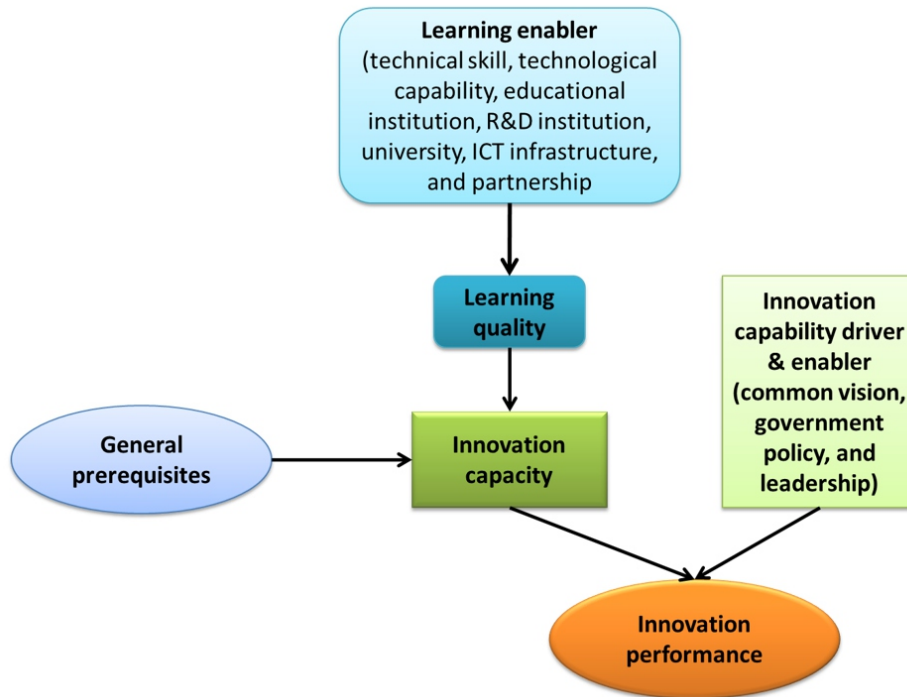 Learning enabler
(technical skill, technological
capability, educational
institution, R&D institution,
university, ICT infrastructure,
and partnership
Learning
quality
Innovation
capability driver
& enabler
(common vision,
government
policy, and
leadership)
General
prerequisites
Innovation
capacity
Innovation
performance